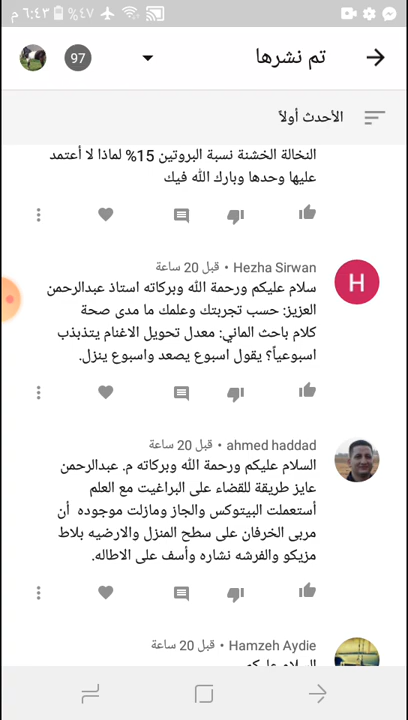 ٦:٤٣ م ٤٧%
تم نشرها
97
الأحدث أولاً
النخالة الخشنة نسبة البروتين 15% لماذا لا أعتمد
عليها وحدها وبارك الله فيك
Hezha Sirwan • قبل 20 ساعة
H
سلام عليكم ورحمة الله وبركاته استاذ عبدالرحمن
العزيز: حسب تجربتك وعلمك ما مدى صحة
كلام باحث الماني: معدل تحويل الاغنام يتذبذب
اسبوعياً؟ يقول اسبوع يصعد واسبوع ينزل.
ahmed haddad • قبل 20 ساعة
السلام عليكم ورحمة الله وبركاته م. عبدالرحمن
عايز طريقة للقضاء على البراغيت مع العلم
أستعملت البيتوكس والجاز ومازلت موجوده أن
مربى الخرفان على سطح المنزل والارضيه بلاط
مزيكو والفرشه نشاره وأسف على الاطاله.
Hamzeh Aydie • قبل 20 ساعة
السلام عليكم